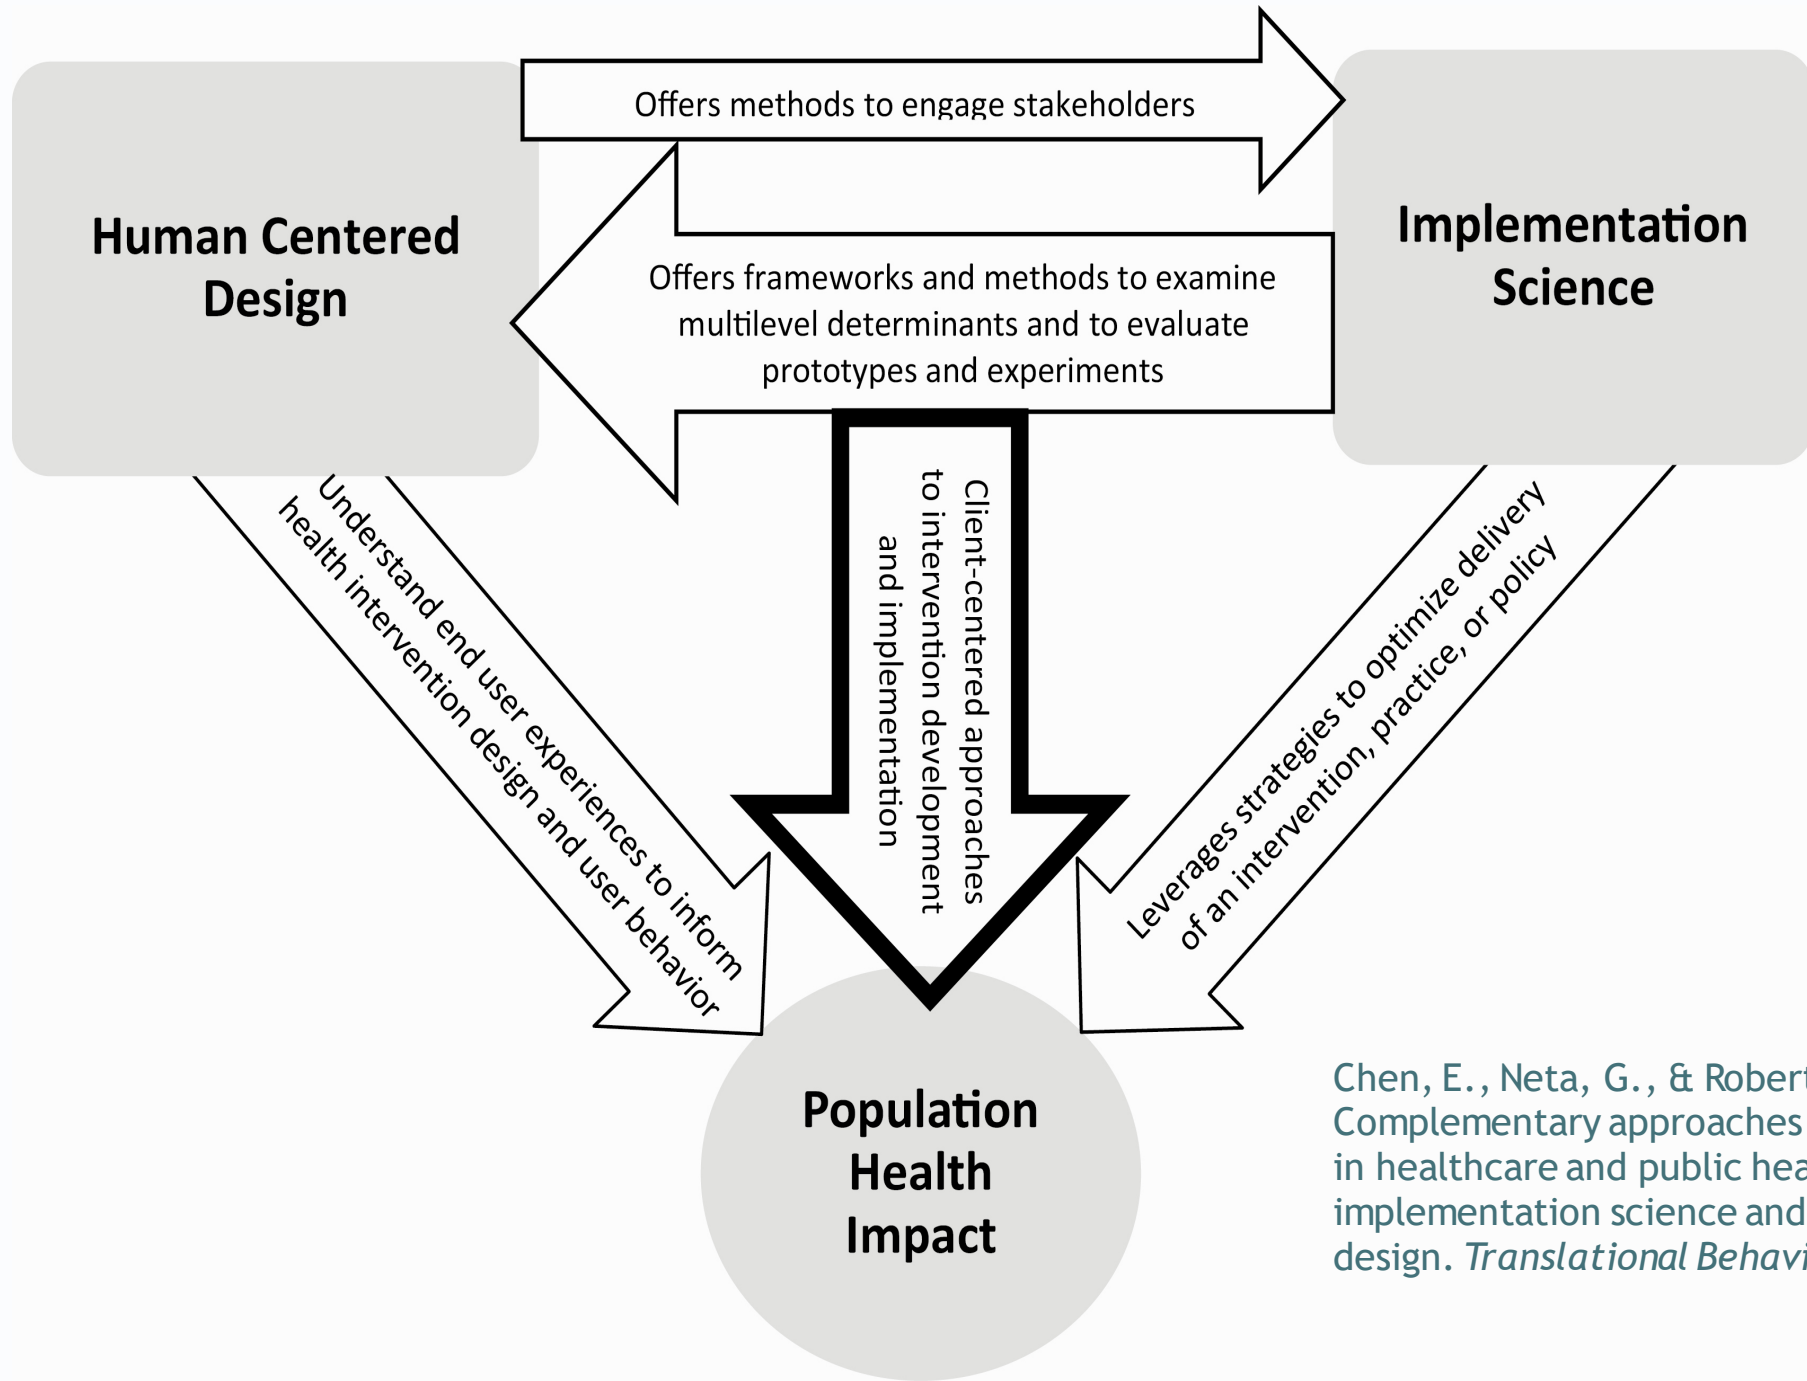 Offers methods to engage stakeholders
Human Centered
Design
Implementation
Science
Offers frameworks and methods to examine
multilevel determinants and to evaluate
prototypes and experiments
Understand end user experiences to inform
health intervention design and user behavior
Client-centered approaches
to intervention development
and implementation
Leverages strategies to optimize delivery
of an intervention, practice, or policy
Population
Health
Impact
Chen, E., Neta, G., &
Complementary approaches
in healthcare and public
implementation science and
design. Translational